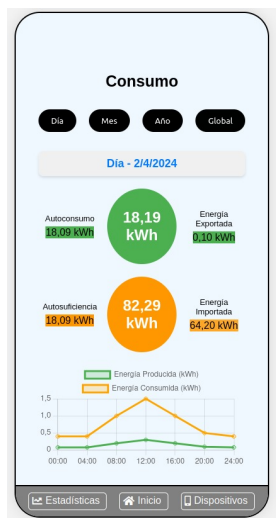 Consumo
Día Mes Año Global
Día - 2/4/2024
Autoconsumo
18,09 kWh
18,19
kWh
Energía
Exportada
0,10 kWh
Autosuficiencia
18,09 kWh
82,29
kWh
Energía
Importada
64,20 kWh
Energía Producida (kWh)
Energía Consumida (kWh)
1,5
1,0
0,5
0
00:00 04:00 08:00 12:00 16:00 20:00 24:00
Estadísticas Inicio Dispositivos